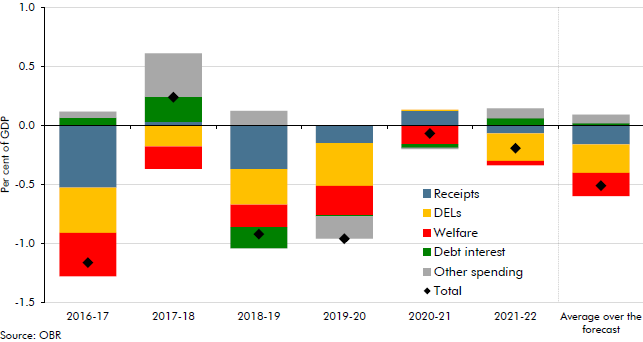 1.0
0.5
0.0
-0.5
-1.0
-1.5
Per cent of GDP
Receipts
DELs
Welfare
Debt interest
Other spending
Total
2016-17 2017-18 2018-19 2019-20 2020-21 2021-22 Average over the
forecast
Source: OBR